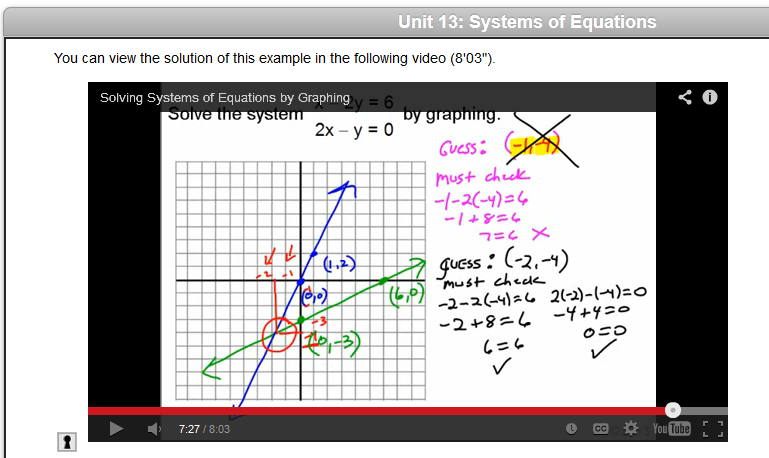 Unit 13: Systems of Equations
You can view the solution of this example in the following video (8'03").
Solving Systems of Equations by Graphing
2y = 6
Solve the system by graphing.
2x – y = 0
Guess: (-1,-4)
must check
-1-2(-4)=6
-1+8=6
7=6 X
guess: (-2,-4)
must check
-2-2(-4)=6 2(-2)-(-4)=0
-2+8=6 -4+4=0
6=6 ✓ 0=0 ✓
-2 -1
(1,2)
(0,0)
(6,0)
-3
(0,-3)
7:27 / 8:03
CC
YouTube